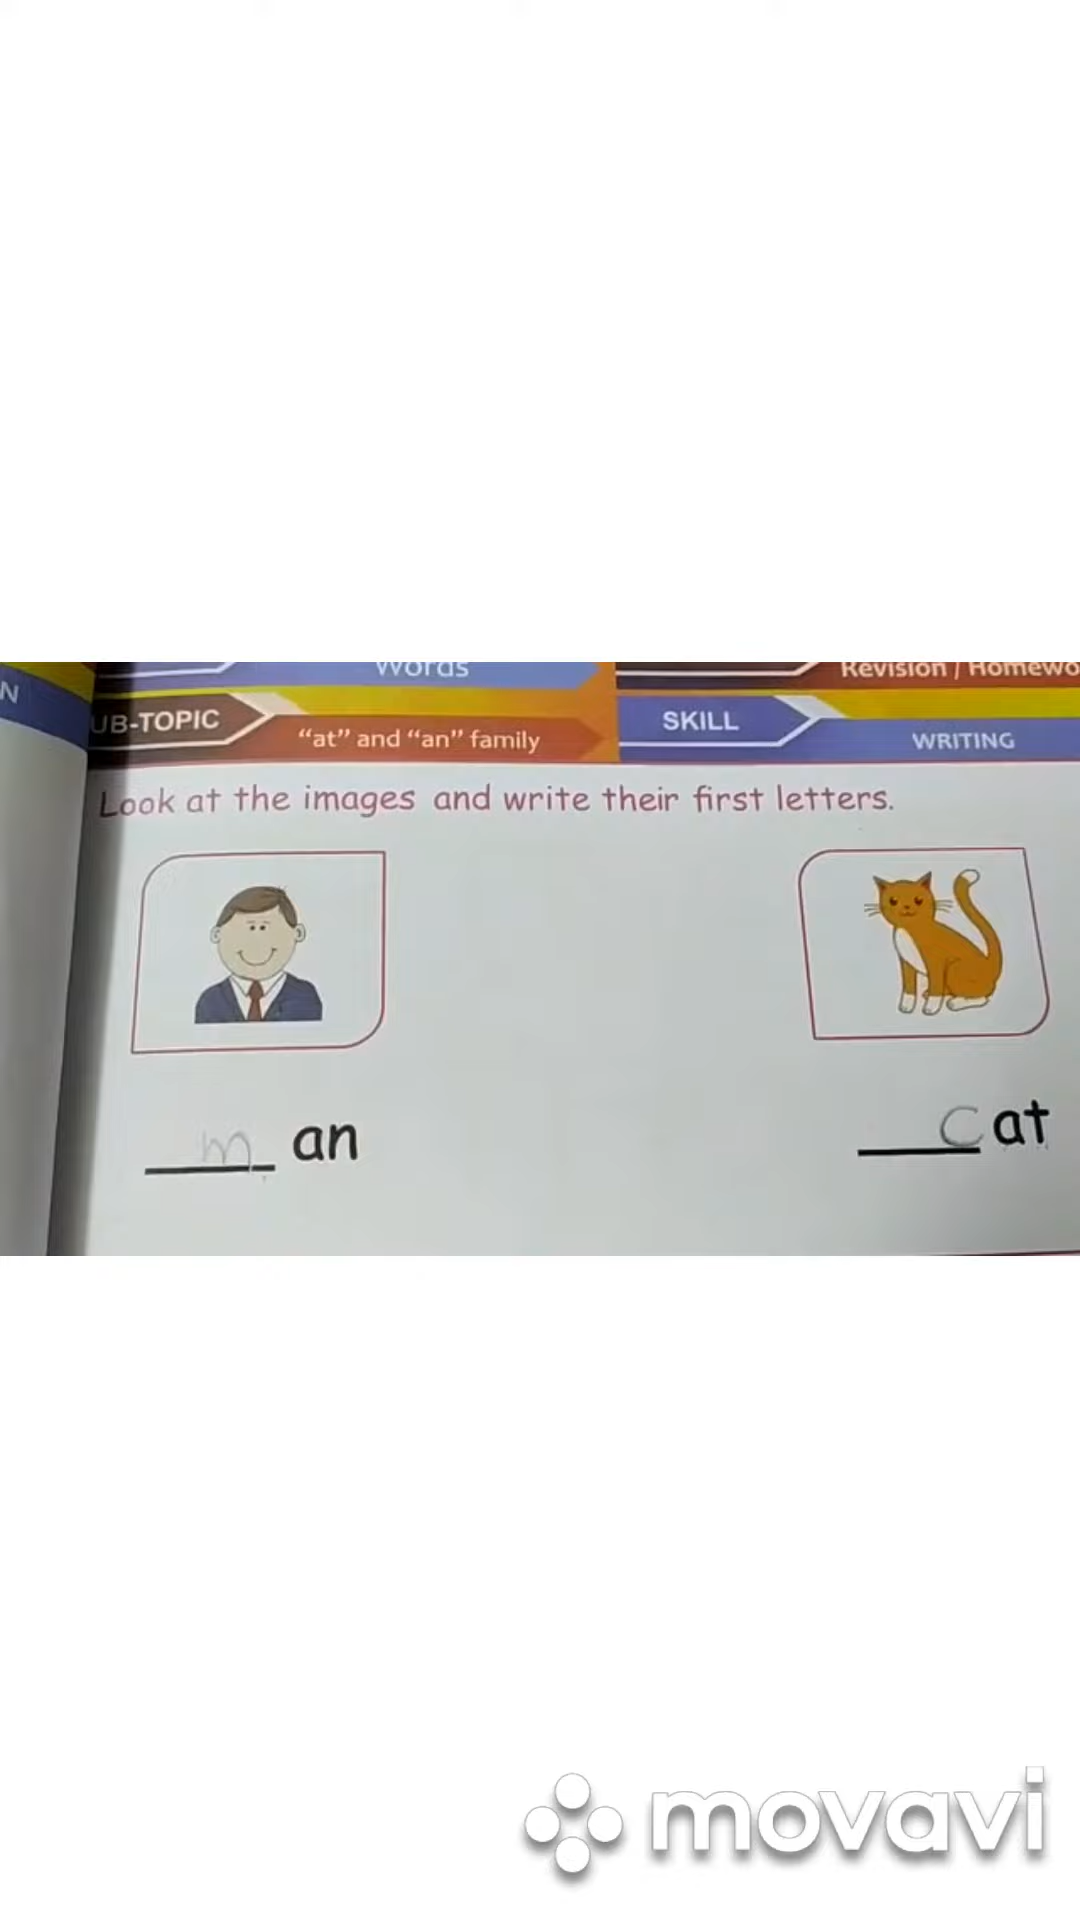 N
Words
Revision / Homewo
UB-TOPIC
"at" and "an" family
SKILL
WRITING
Look at the images and write their first letters.
m an
c at
movavi